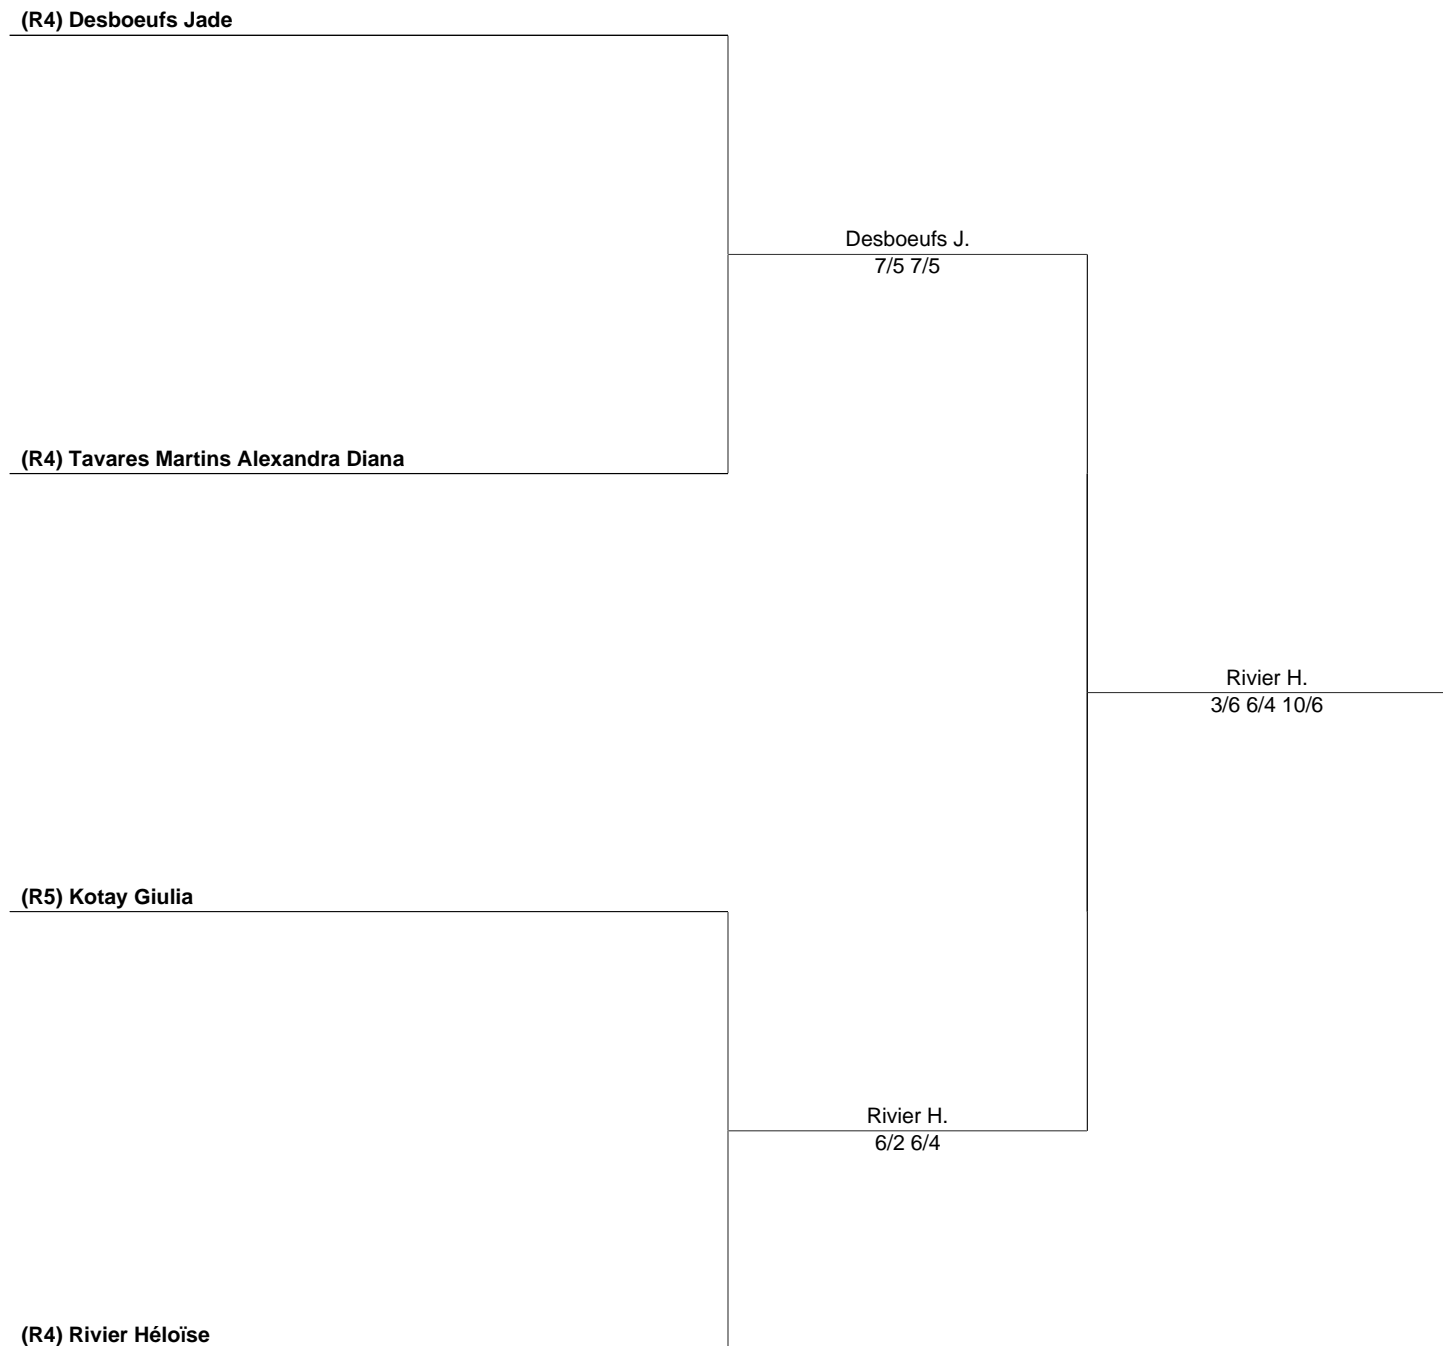 (R4) Desboeufs Jade
Desboeufs J.
7/5 7/5
(R4) Tavares Martins Alexandra Diana
Rivier H.
3/6 6/4 10/6
(R5) Kotay Giulia
Rivier H.
6/2 6/4
(R4) Rivier Héloïse